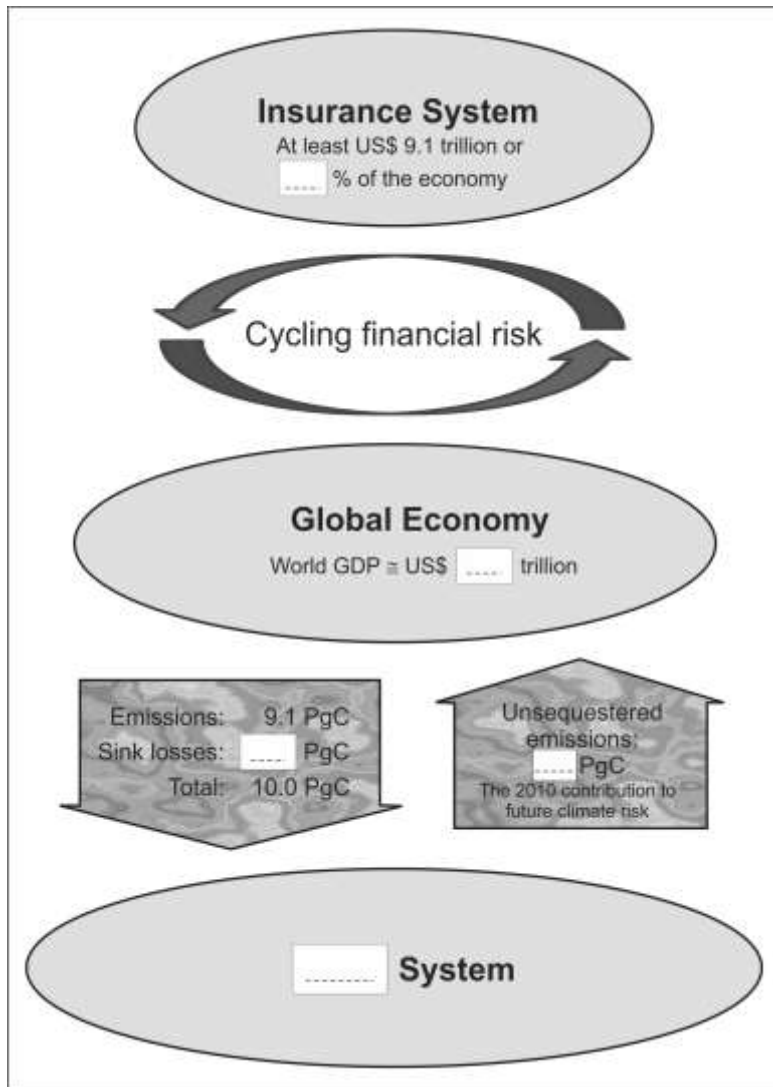 Insurance System
At least US$ 9.1 trillion or
---- % of the economy
Cycling financial risk
Global Economy
World GDP ≅ US$ ---- trillion
Emissions: 9.1 PgC
Sink losses: ---- PgC
Total: 10.0 PgC
Unsequestered
emissions:
----- PgC
The 2010 contribution to
future climate risk
-------- System